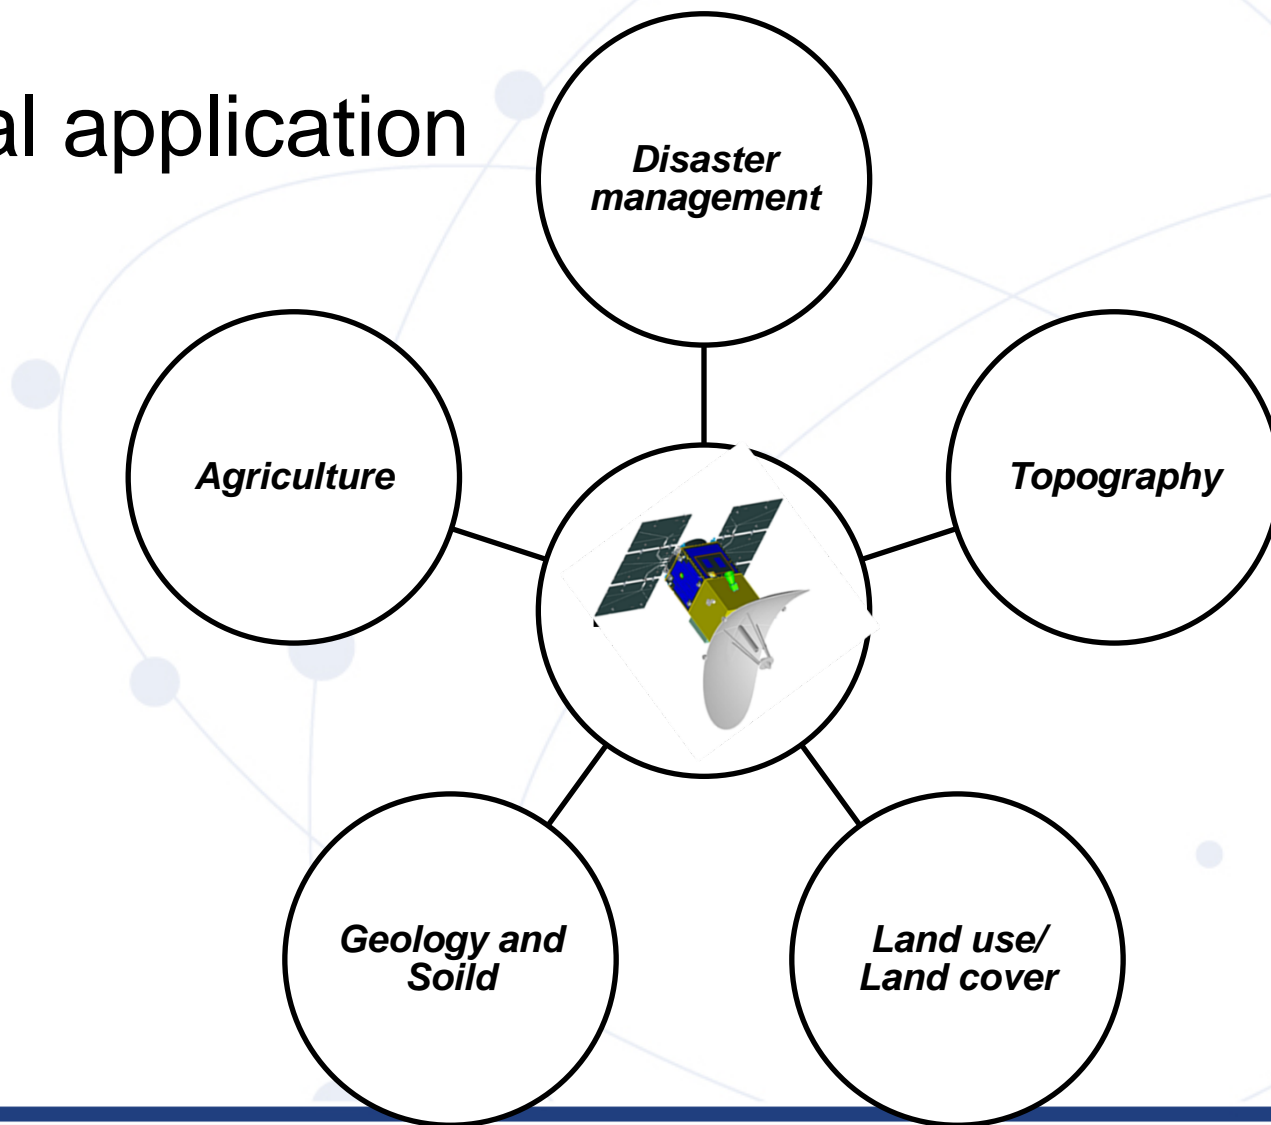 al application
Disaster
management
Agriculture
Topography
Geology and
Soild
Land use/
Land cover